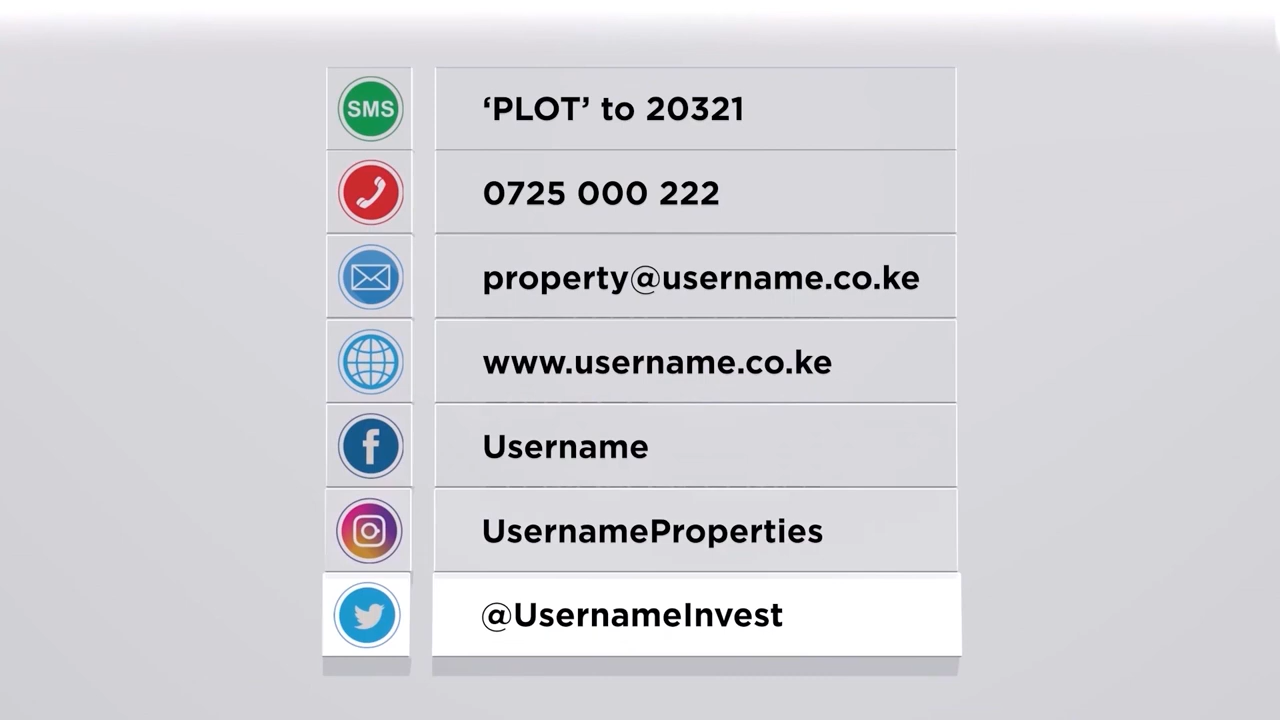 SMS
‘PLOT’ to 20321
0725 000 222
property@username.co.ke
www.username.co.ke
f
Username
UsernameProperties
@UsernameInvest